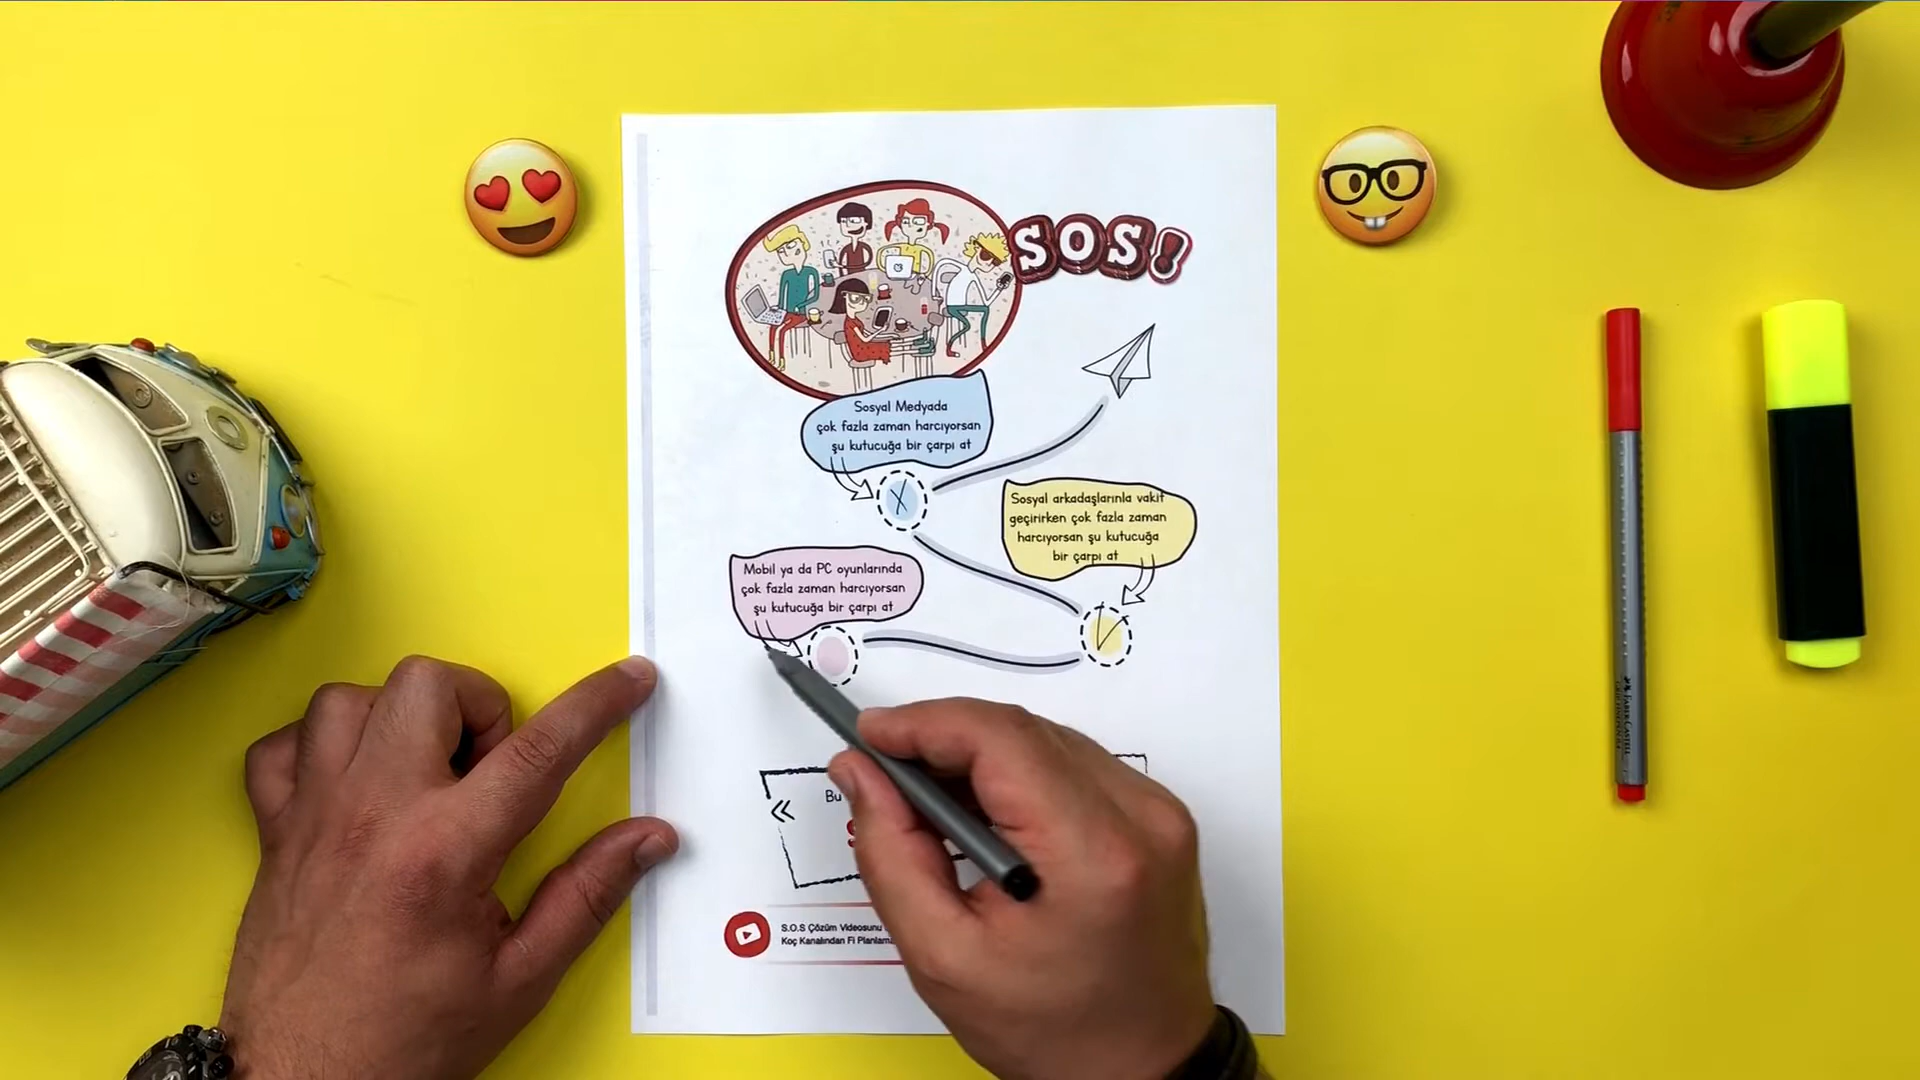 SOS!
Sosyal Medyada
çok fazla zaman harcıyorsan
şu kutucuğa bir çarpı at
X
Sosyal arkadaşlarınla vakit
geçirirken çok fazla zaman
harcıyorsan şu kutucuğa
bir çarpı at
Mobil ya da PC oyunlarında
çok fazla zaman harcıyorsan
şu kutucuğa bir çarpı at
Bu
S.O.S Çözüm Videosunu
Koç Kanalından Fi Planlama
FABER-CASTELL